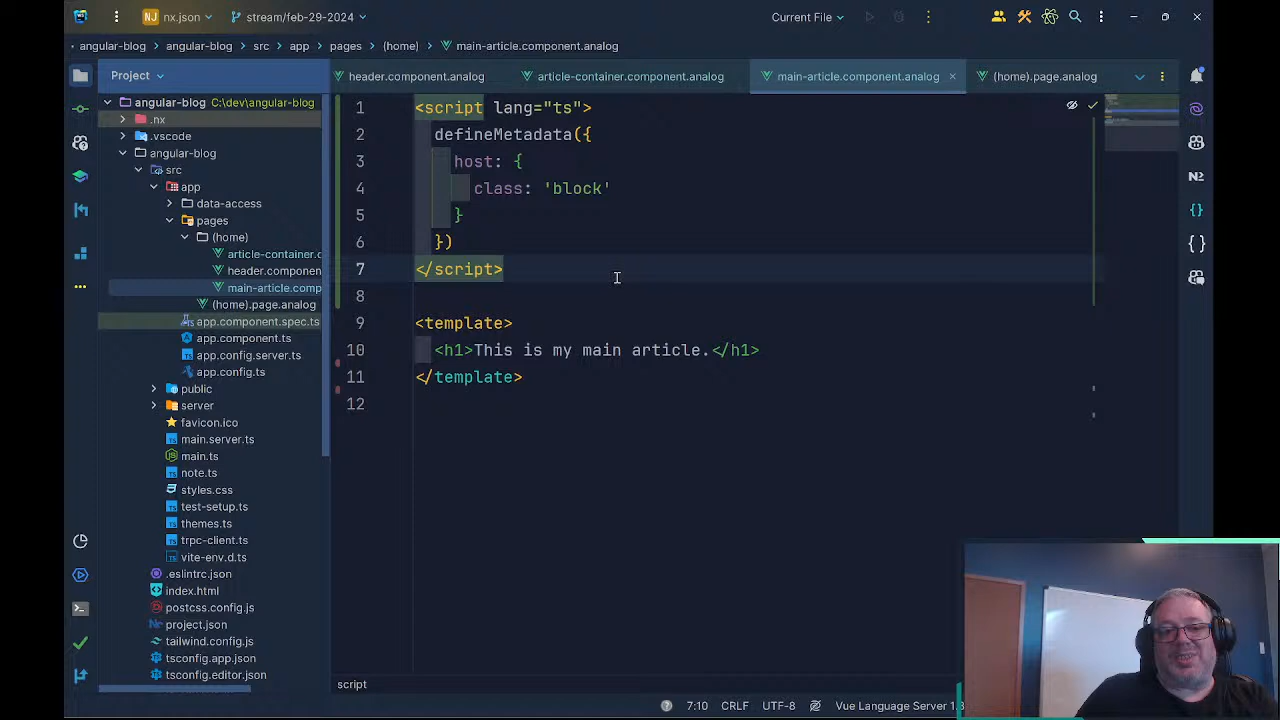 NJ nx.json stream/feb-29-2024 Current File
angular-blog angular-blog src app pages (home) main-article.component.analog
Project
header.component.analog article-container.component.analog main-article.component.analog (home).page.analog
angular-blog C:\dev\angular-blog
.nx
.vscode
angular-blog
src
app
data-access
pages
(home)
article-container.c
header.componen
main-article.comp
(home).page.analog
app.component.spec.ts
app.component.ts
app.config.server.ts
app.config.ts
public
server
favicon.ico
main.server.ts
main.ts
note.ts
styles.css
test-setup.ts
themes.ts
trpc-client.ts
vite-env.d.ts
.eslintrc.json
index.html
postcss.config.js
project.json
tailwind.config.js
tsconfig.app.json
tsconfig.editor.json
1 <script lang="ts">
2 defineMetadata({
3 host: {
4 class: 'block'
5 }
6 })
7 </script>
8
9 <template>
10 <h1>This is my main article.</h1>
11 </template>
12
N2
script
7:10 CRLF UTF-8 Vue Language Server 1.8